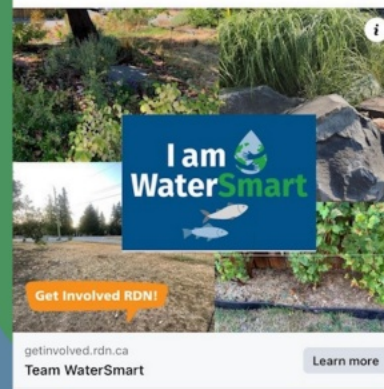 i
I am
WaterSmart
Get Involved RDN!
getinvolved.rdn.ca
Team WaterSmart
Learn more